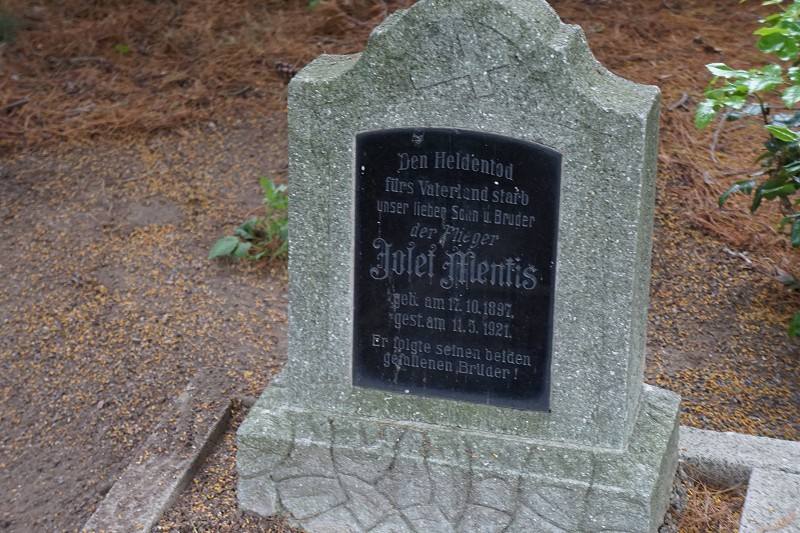 Den Heldentod
fürs Vaterland starb
unser lieber Sohn u. Bruder
der Flieger
Josef Mentis
geb. am 17. 10. 1897,
gest. am 11. 3. 1921.
Er folgte seinen beiden
gefallenen Brüder!